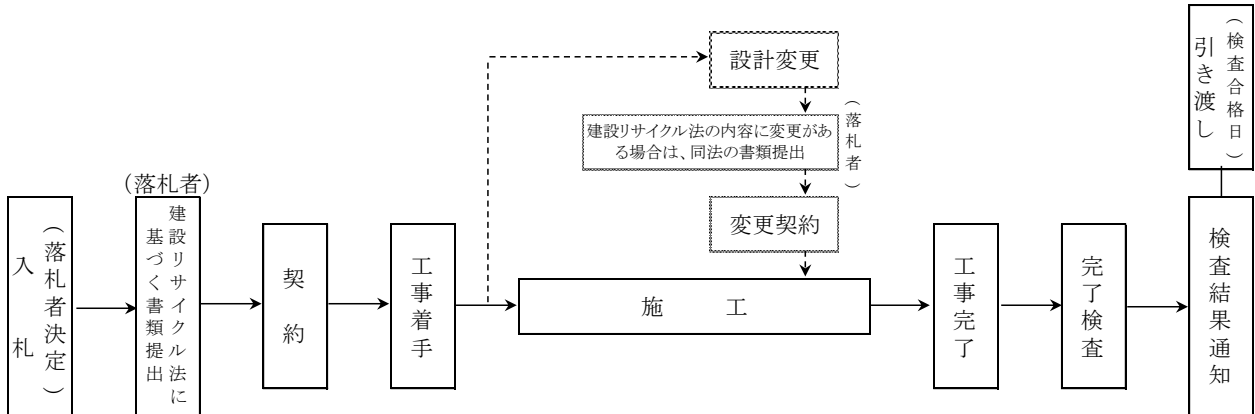 入札
（落札者決定）
（落札者）
建設リサイクル法に
基づく書類提出
契約
工事着手
設計変更
建設リサイクル法の内容に変更があ
る場合は、同法の書類提出
（落札者）
変更契約
施工
工事完了
完了検査
検査結果通知
引き渡し
（検査合格日）